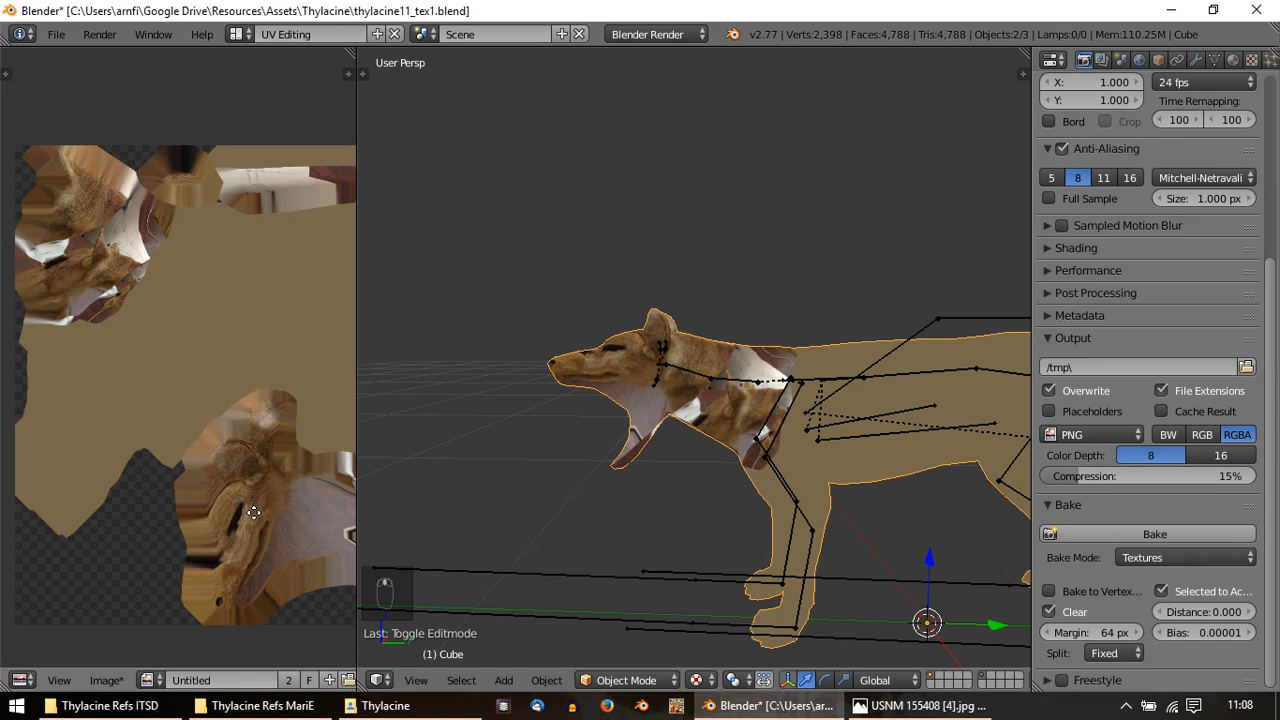 Blender* [C:\Users\arnfi\Google Drive\Resources\Assets\Thylacine\thylacine11_tex1.blend]
File Render Window Help UV Editing Scene Blender Render v2.77 | Verts:2,398 | Faces:4,788 | Tris:4,788 | Objects:2/3 | Lamps:0/0 | Mem:110.25M | Cube
User Persp
X: 1.000 24 fps
Y: 1.000 Time Remapping:
Bord Crop 100 100
Anti-Aliasing
5 8 11 16 Mitchell-Netravali
Full Sample Size: 1.000 px
Sampled Motion Blur
Shading
Performance
Post Processing
Metadata
Output
/tmp\
Overwrite File Extensions
Placeholders Cache Result
PNG BW RGB RGBA
Color Depth: 8 16
Compression: 15%
Bake
Bake
Bake Mode: Textures
Bake to Vertex... Selected to Ac...
Clear Distance:0.000
Margin: 64 px Bias: 0.00001
Split: Fixed
Freestyle
Last: Toggle Editmode
(1) Cube
View Image* Untitled 2 F View Select Add Object Object Mode Global
Thylacine Refs ITSD Thylacine Refs MariE Thylacine Blender* [C:\Users\ar... USNM 155408 [4].jpg ... 11:08